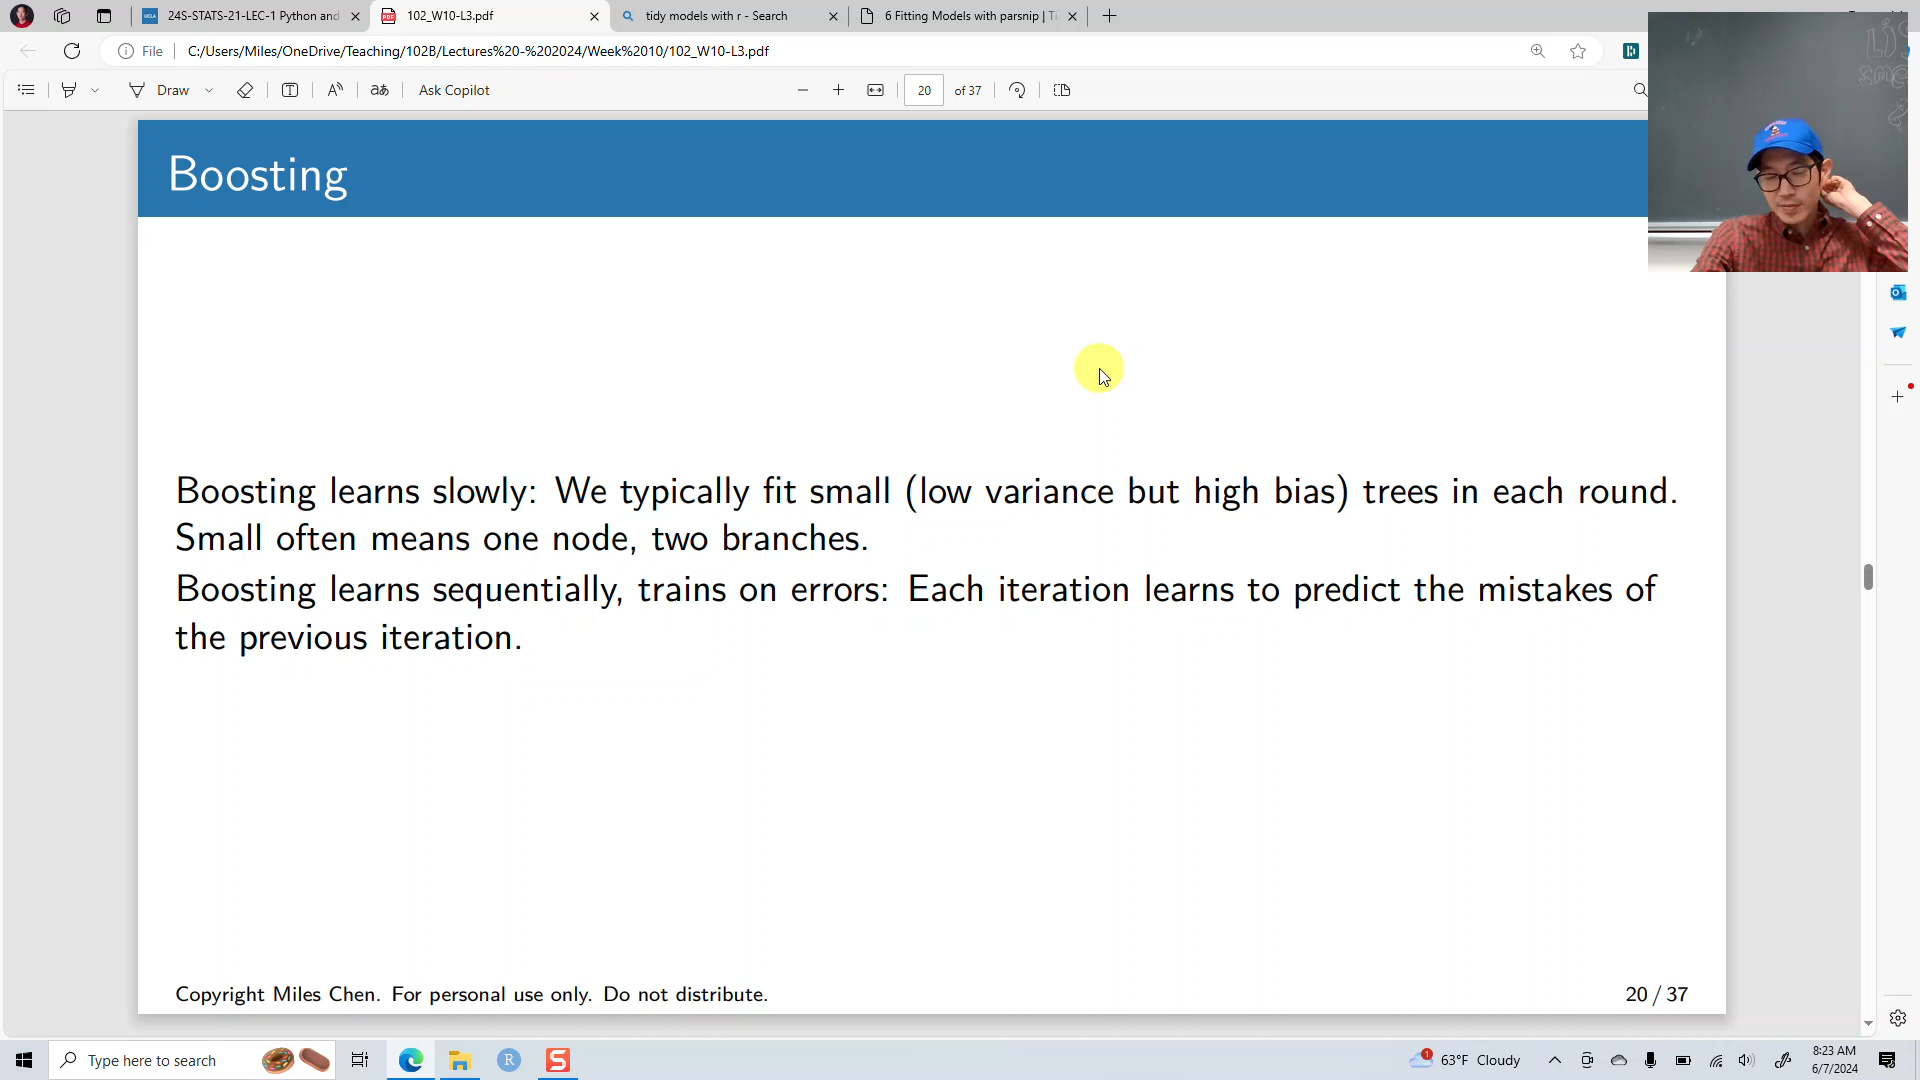 24S-STATS-21-LEC-1 Python and
102_W10-L3.pdf
tidy models with r - Search
6 Fitting Models with parsnip | Ti
File
C:/Users/Miles/OneDrive/Teaching/102B/Lectures%20-%202024/Week%2010/102_W10-L3.pdf
Draw
aあ
Ask Copilot
20
of 37
Boosting
Boosting learns slowly: We typically fit small (low variance but high bias) trees in each round.
Small often means one node, two branches.
Boosting learns sequentially, trains on errors: Each iteration learns to predict the mistakes of
the previous iteration.
Copyright Miles Chen. For personal use only. Do not distribute.
20 / 37
Type here to search
63°F Cloudy
8:23 AM
6/7/2024